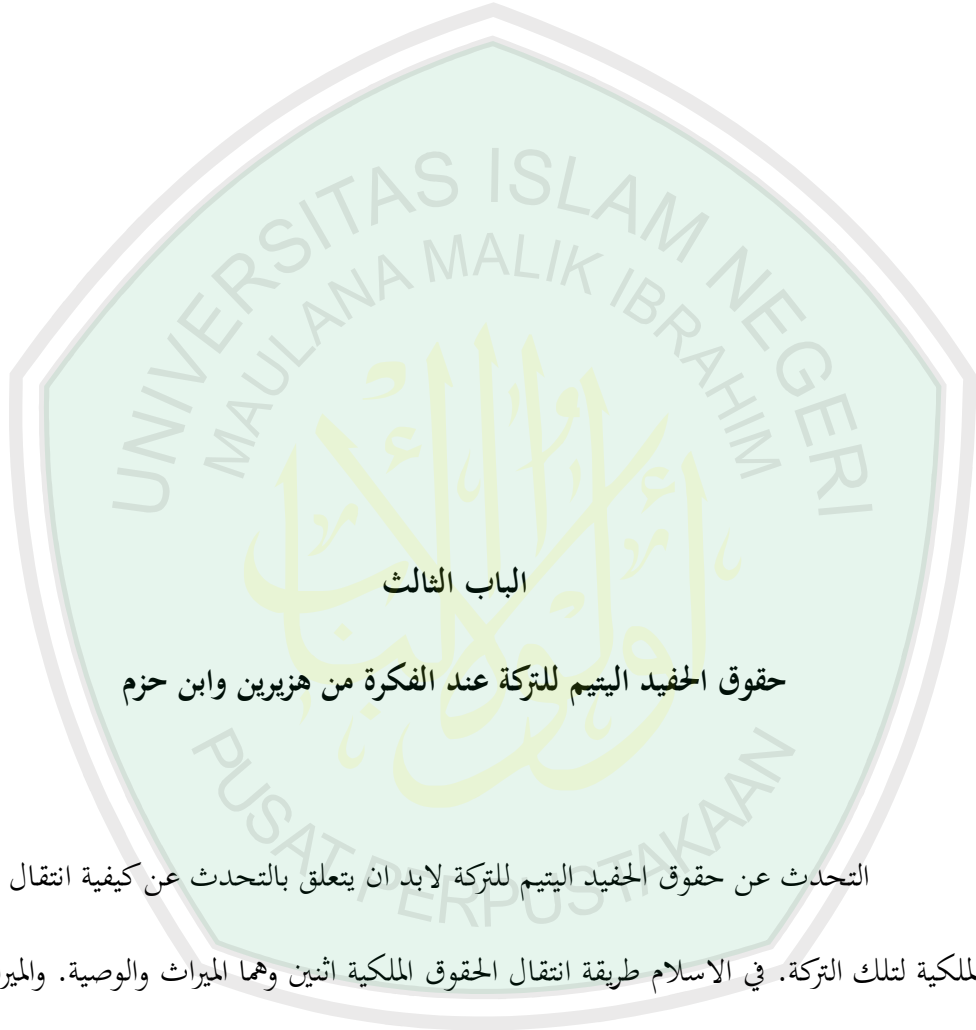 UNIVERSITAS ISLAM NEGERI
MAULANA MALIK IBRAHIM
الباب الثالث
حقوق الحفيد اليتيم للتركة عند الفكرة من هزيرين وابن حزم
التحدث عن حقوق الحفيد اليتيم للتركة لابد ان يتعلق بالتحدث عن كيفية انتقال
لملكية لتلك التركة. في الاسلام طريقة انتقال الحقوق الملكية اثنين وهما الميراث والوصية.
PUSAT PERPUSTAKAAN